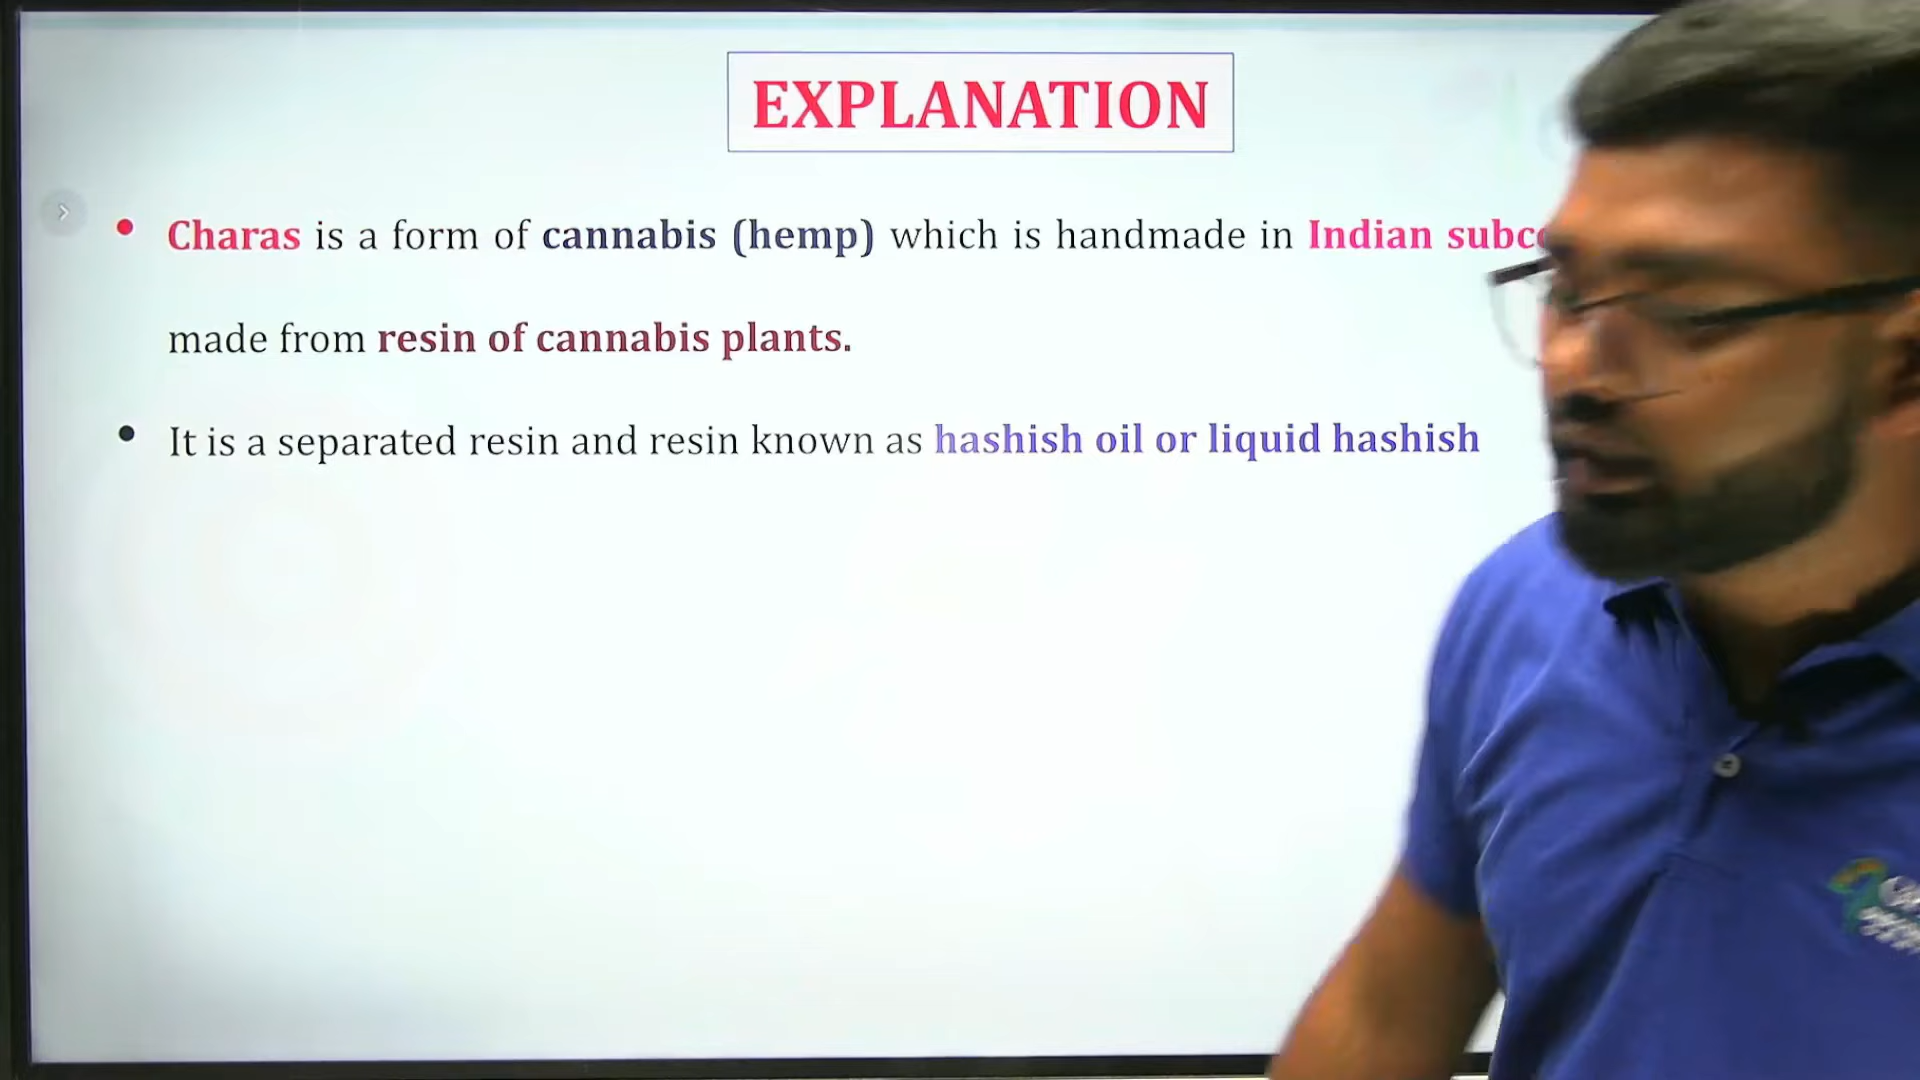 EXPLANATION
• Charas is a form of cannabis (hemp) which is handmade in Indian
made from resin of cannabis plants.
• It is a separated resin and resin known as hashish oil or liquid hashish